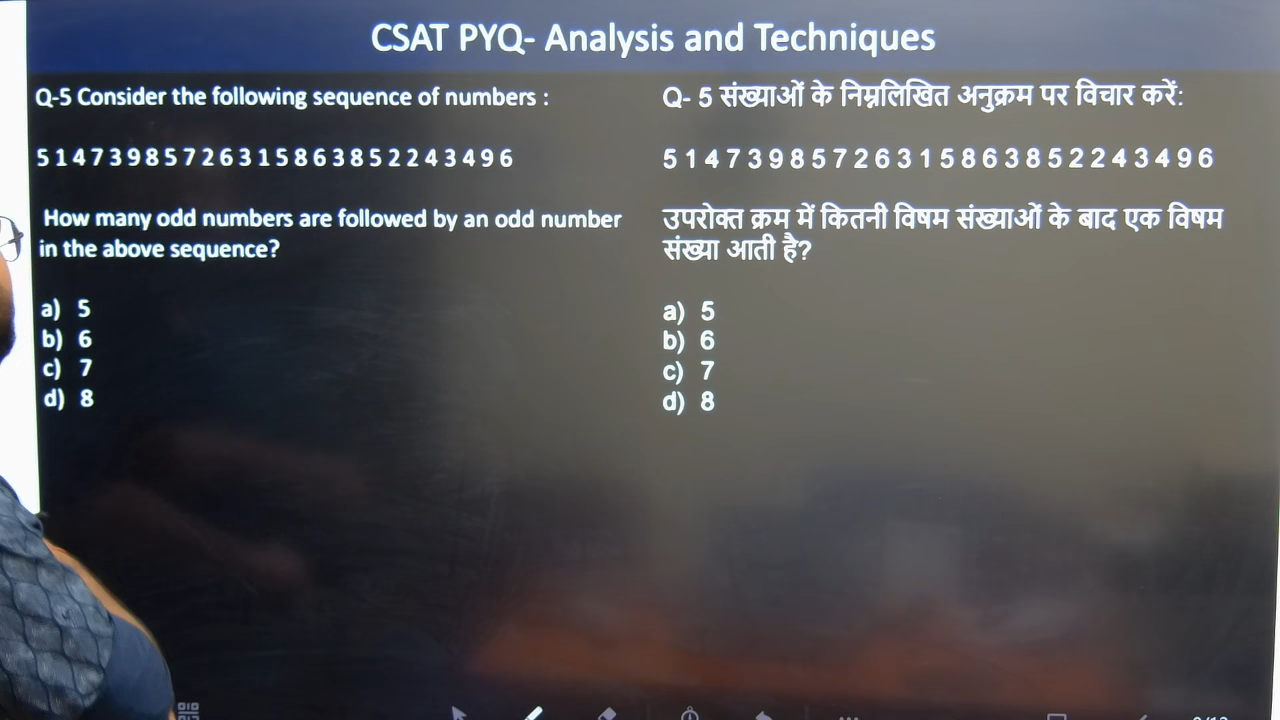 CSAT PYQ- Analysis and Techniques
Q-5 Consider the following sequence of numbers :
5 1 4 7 3 9 8 5 7 2 6 3 1 5 8 6 3 8 5 2 2 4 3 4 9 6
How many odd numbers are followed by an odd number
in the above sequence?
a) 5
b) 6
c) 7
d) 8
Q- 5 संख्याओं के निम्नलिखित अनुक्रम पर विचार करें:
5 1 4 7 3 9 8 5 7 2 6 3 1 5 8 6 3 8 5 2 2 4 3 4 9 6
उपरोक्त क्रम में कितनी विषम संख्याओं के बाद एक विषम
संख्या आती है?
a) 5
b) 6
c) 7
d) 8